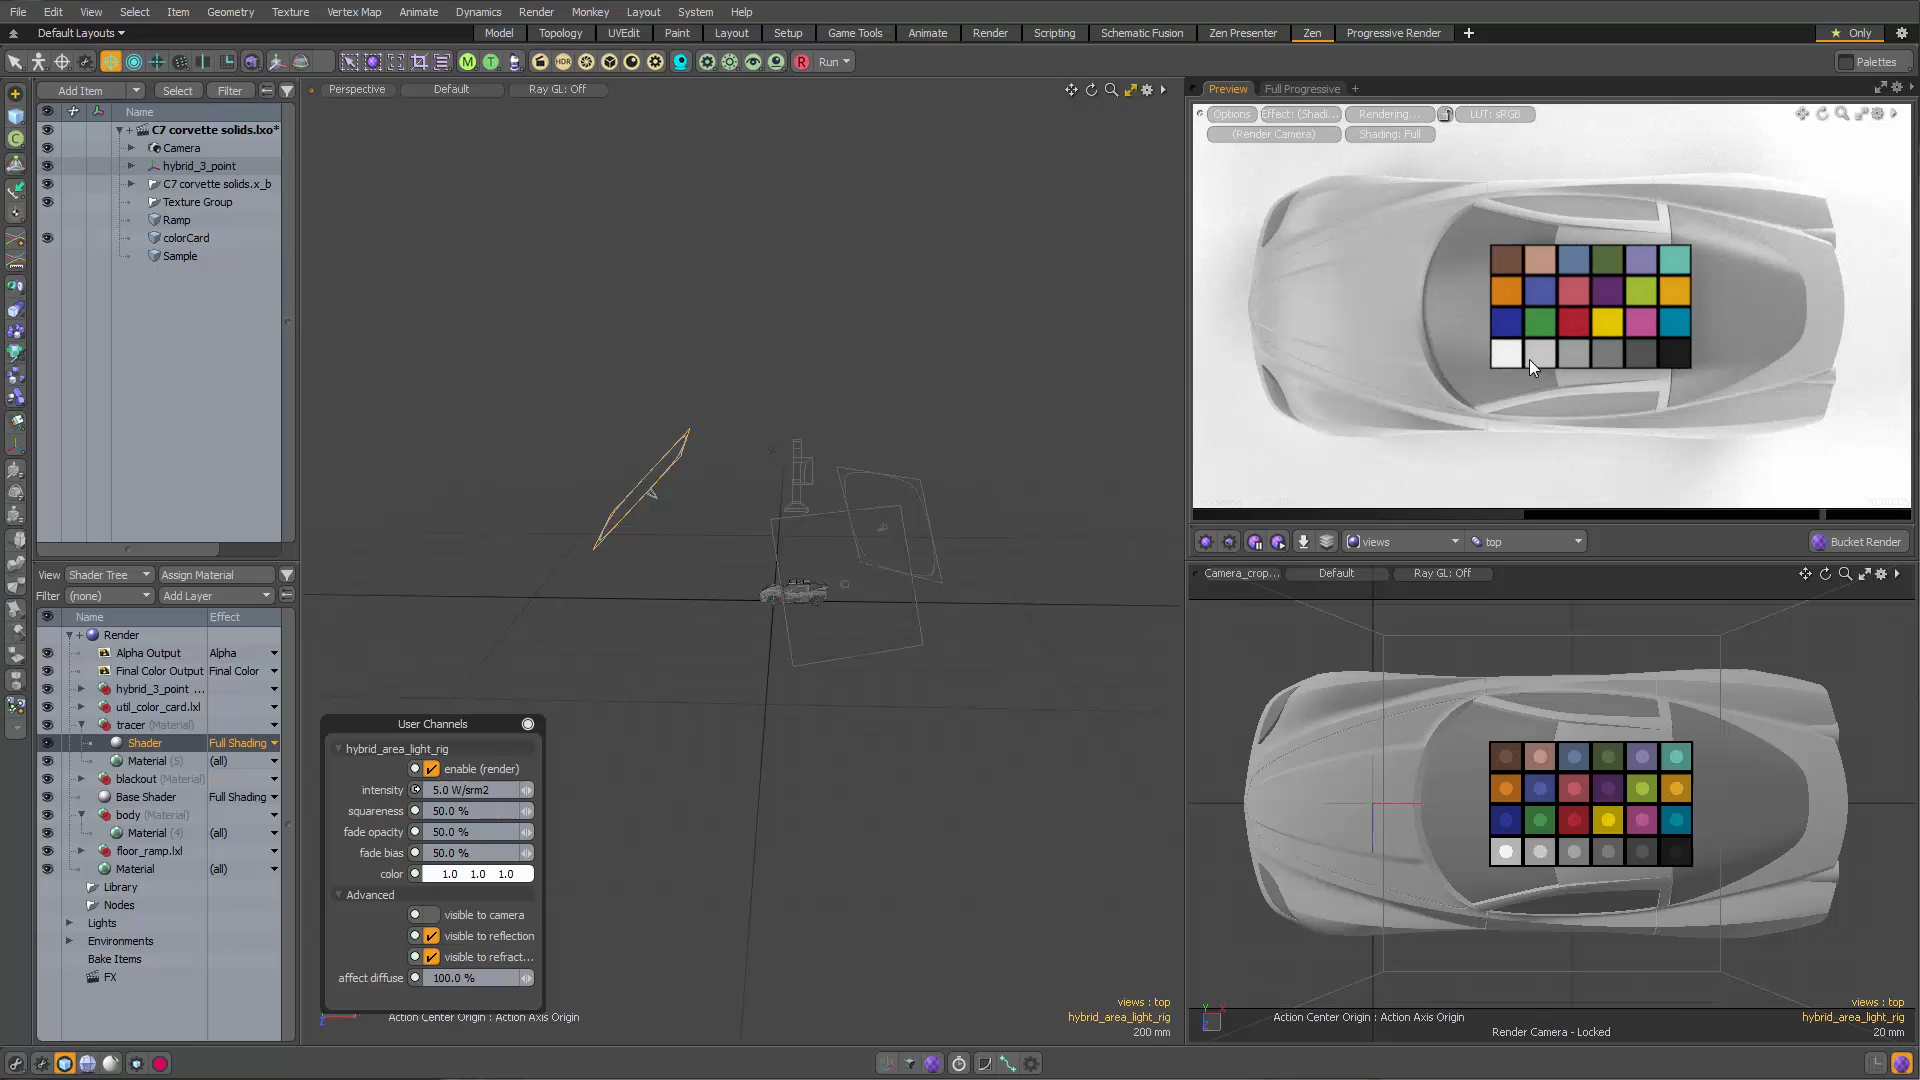 File Edit View Select Item Geometry Texture Vertex Map Animate Dynamics Render Monkey Layout System Help
Default Layouts
Model Topology UVEdit Paint Layout Setup Game Tools Animate Render Scripting Schematic Fusion Zen Presenter Zen Progressive Render + Only
M T HDR R Run Palettes
Add Item Select Filter
Name
C7 corvette solids.lxo*
Camera
hybrid_3_point
C7 corvette solids.x_b
Texture Group
Ramp
colorCard
Sample
View Shader Tree Assign Material
Filter (none) Add Layer
Name Effect
Render
Alpha Output Alpha
Final Color Output Final Color
hybrid_3_point ...
util_color_card.lxl
tracer (Material)
Shader Full Shading
Material (5) (all)
blackout (Material)
Base Shader Full Shading
body (Material)
Material (4) (all)
floor_ramp.lxl
Material (all)
Library
Nodes
Lights
Environments
Bake Items
FX
Perspective Default Ray GL: Off
User Channels
hybrid_area_light_rig
enable (render)
intensity 5.0 W/srm2
squareness 50.0 %
fade opacity 50.0 %
fade bias 50.0 %
color 1.0 1.0 1.0
Advanced
visible to camera
visible to reflection
visible to refract...
affect diffuse 100.0 %
Action Center Origin : Action Axis Origin
views : top
hybrid_area_light_rig
200 mm
Preview Full Progressive +
Options Effect: (Shadi... Rendering... LUT: sRGB
(Render Camera) Shading: Full
views top Bucket Render
Camera_crop... Default Ray GL: Off
Action Center Origin : Action Axis Origin
Render Camera - Locked
views : top
hybrid_area_light_rig
20 mm